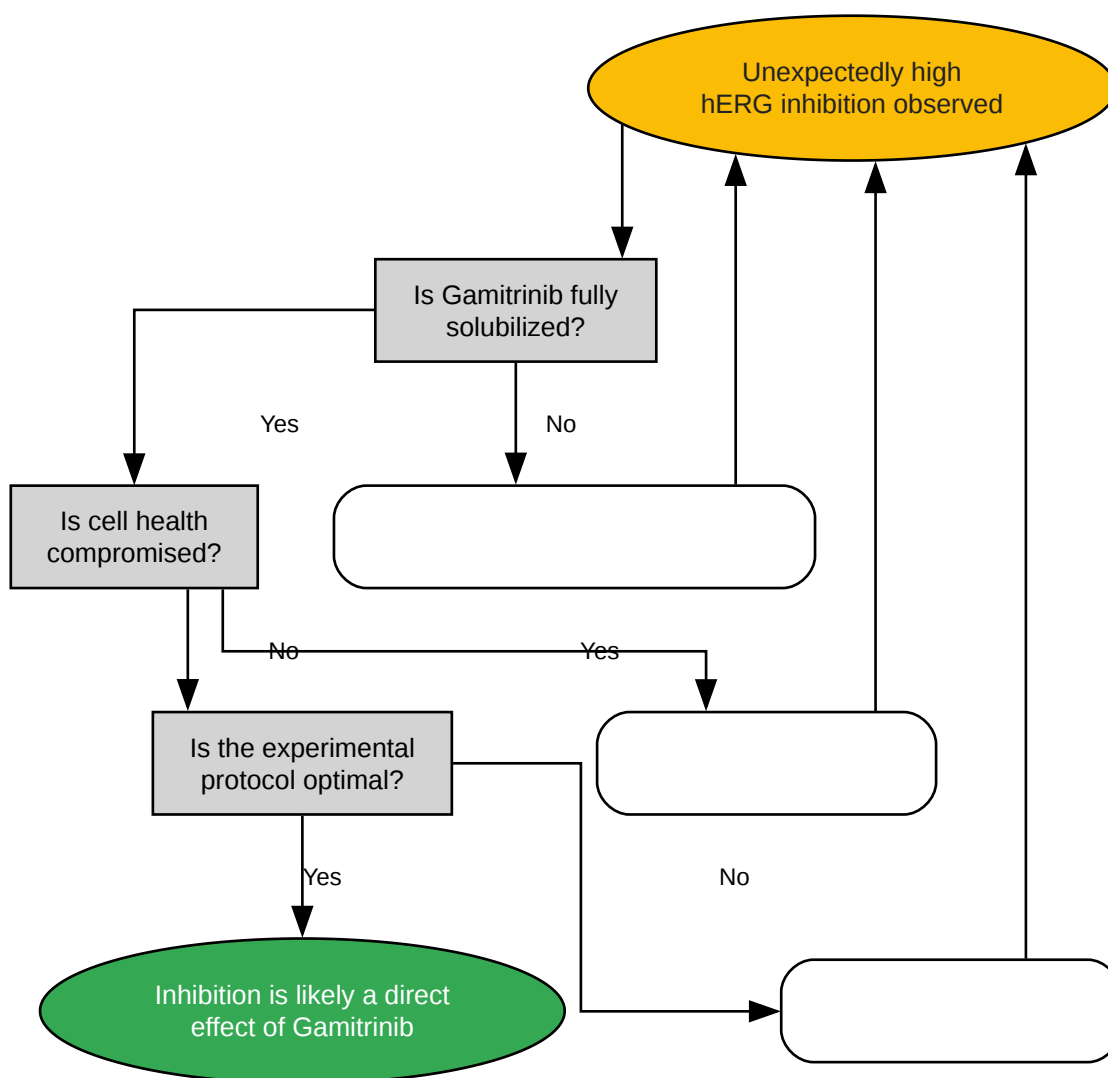 Unexpectedly high
hERG inhibition observed
Is Gamitrinib fully
solubilized?
Yes
No
Is cell health
compromised?
No
Yes
Is the experimental
protocol optimal?
Yes
No
Inhibition is likely a direct
effect of Gamitrinib